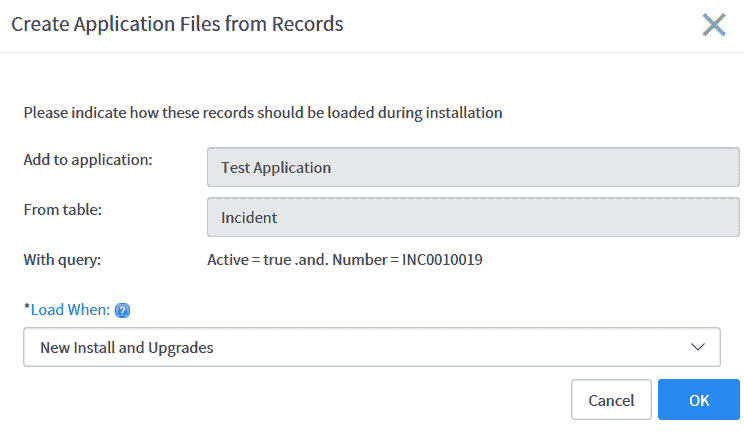 Create Application Files from Records
Please indicate how these records should be loaded during installation
Add to application: Test Application
From table: Incident
With query: Active = true .and. Number = INC0010019
*Load When: ?
New Install and Upgrades
Cancel OK